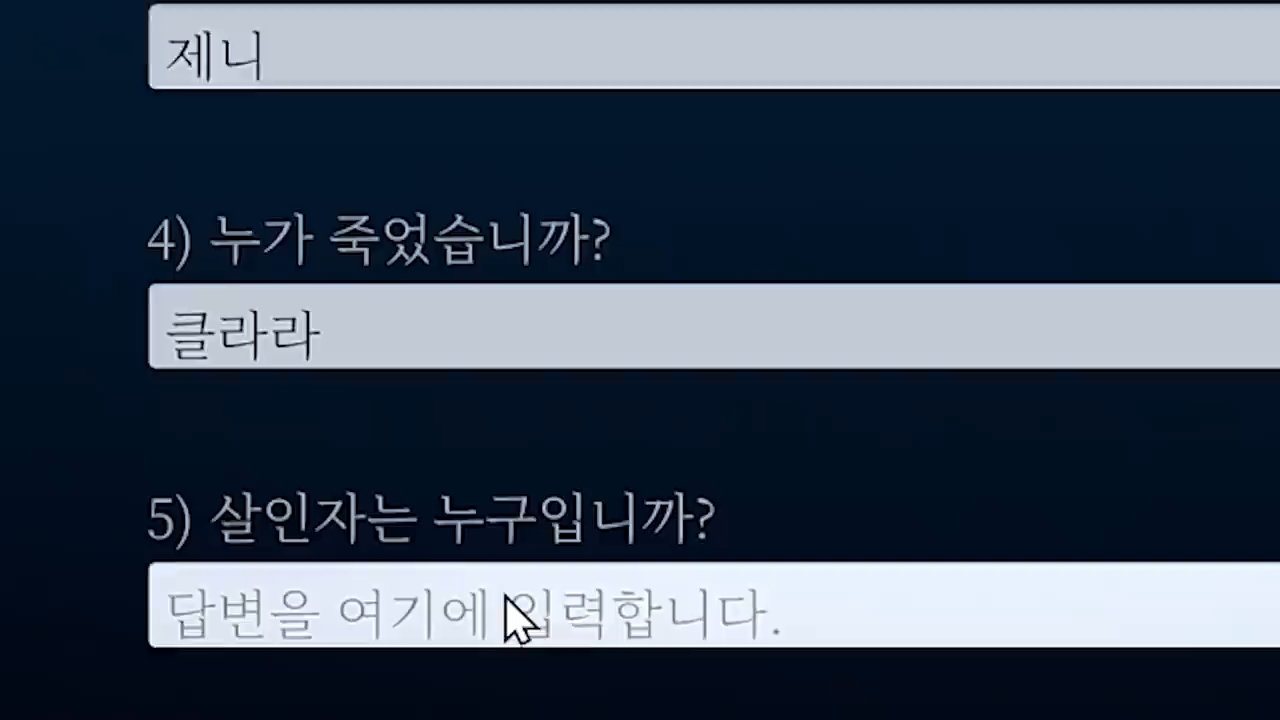 제니
4) 누가 죽었습니까?
클라라
5) 살인자는 누구입니까?
답변을 여기에 입력합니다.